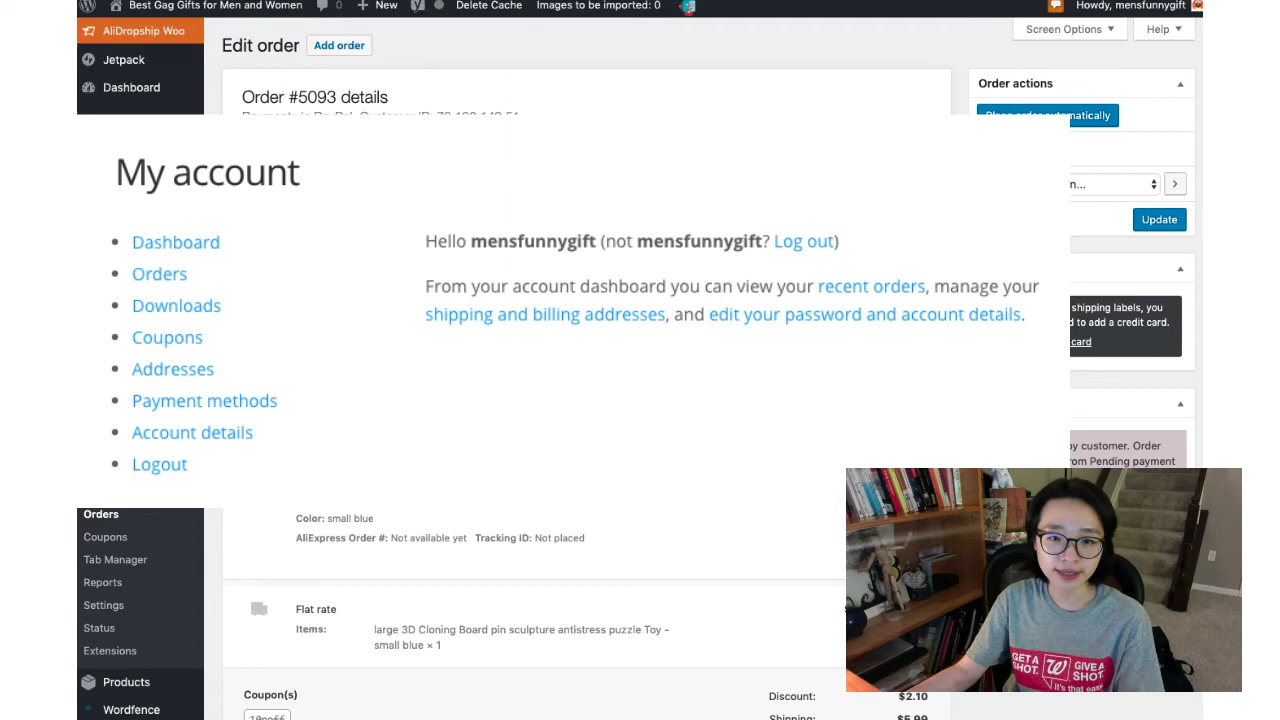 Best Gag Gifts for Men and Women 0 New Delete Cache Images to be imported: 0 Howdy, mensfunnygift
AliDropship Woo
Jetpack
Dashboard
Edit order Add order
Screen Options Help
Order #5093 details
Order actions
My account
Dashboard
Orders
Downloads
Coupons
Addresses
Payment methods
Account details
Logout
Hello mensfunnygift (not mensfunnygift? Log out)
From your account dashboard you can view your recent orders, manage your
shipping and billing addresses, and edit your password and account details.
n...
Update
shipping labels, you
d to add a credit card.
card
by customer. Order
rom Pending payment
Orders
Coupons
Tab Manager
Reports
Settings
Status
Extensions
Products
Wordfence
Color: small blue
AliExpress Order #: Not available yet Tracking ID: Not placed
Flat rate
Items: large 3D Cloning Board pin sculpture antistress puzzle Toy -
small blue × 1
Coupon(s)
10poff
Discount: $2.10
Shipping: $5.99
GET A SHOT. W GIVE A SHOT.
It's that easy